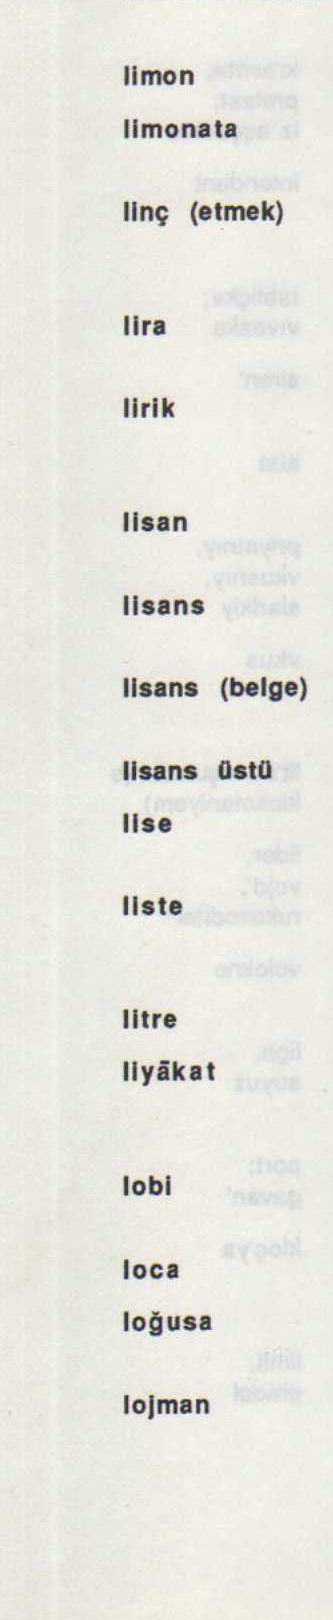 limon
limonata
linç (etmek)
lira
lirik
lisan
lisans
lisans (belge)
lisans üstü
lise
liste
litre
liyākat
lobi
loca
loğusa
lojman